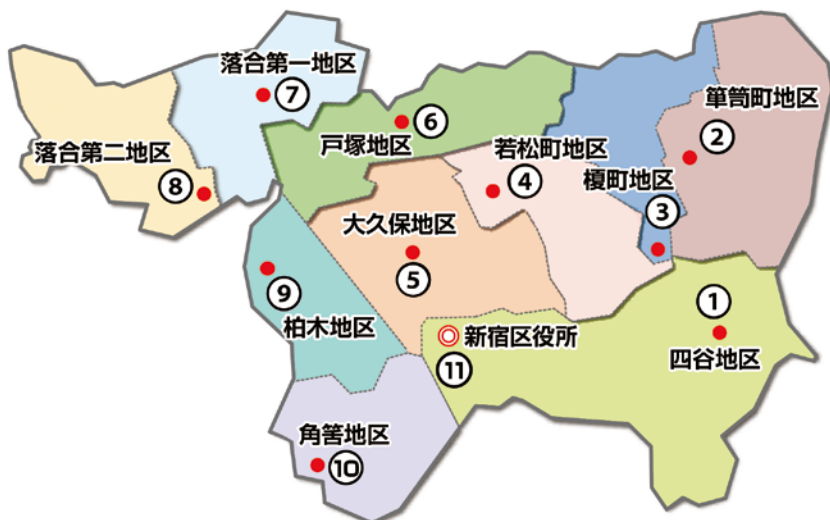 落合第一地区
⑦
⑥
戸塚地区
箪笥町地区
②
落合第二地区
⑧
若松町地区
④
榎町地区
③
大久保地区
⑤
⑨
柏木地区
①
四谷地区
新宿区役所
⑪
角筈地区
⑩